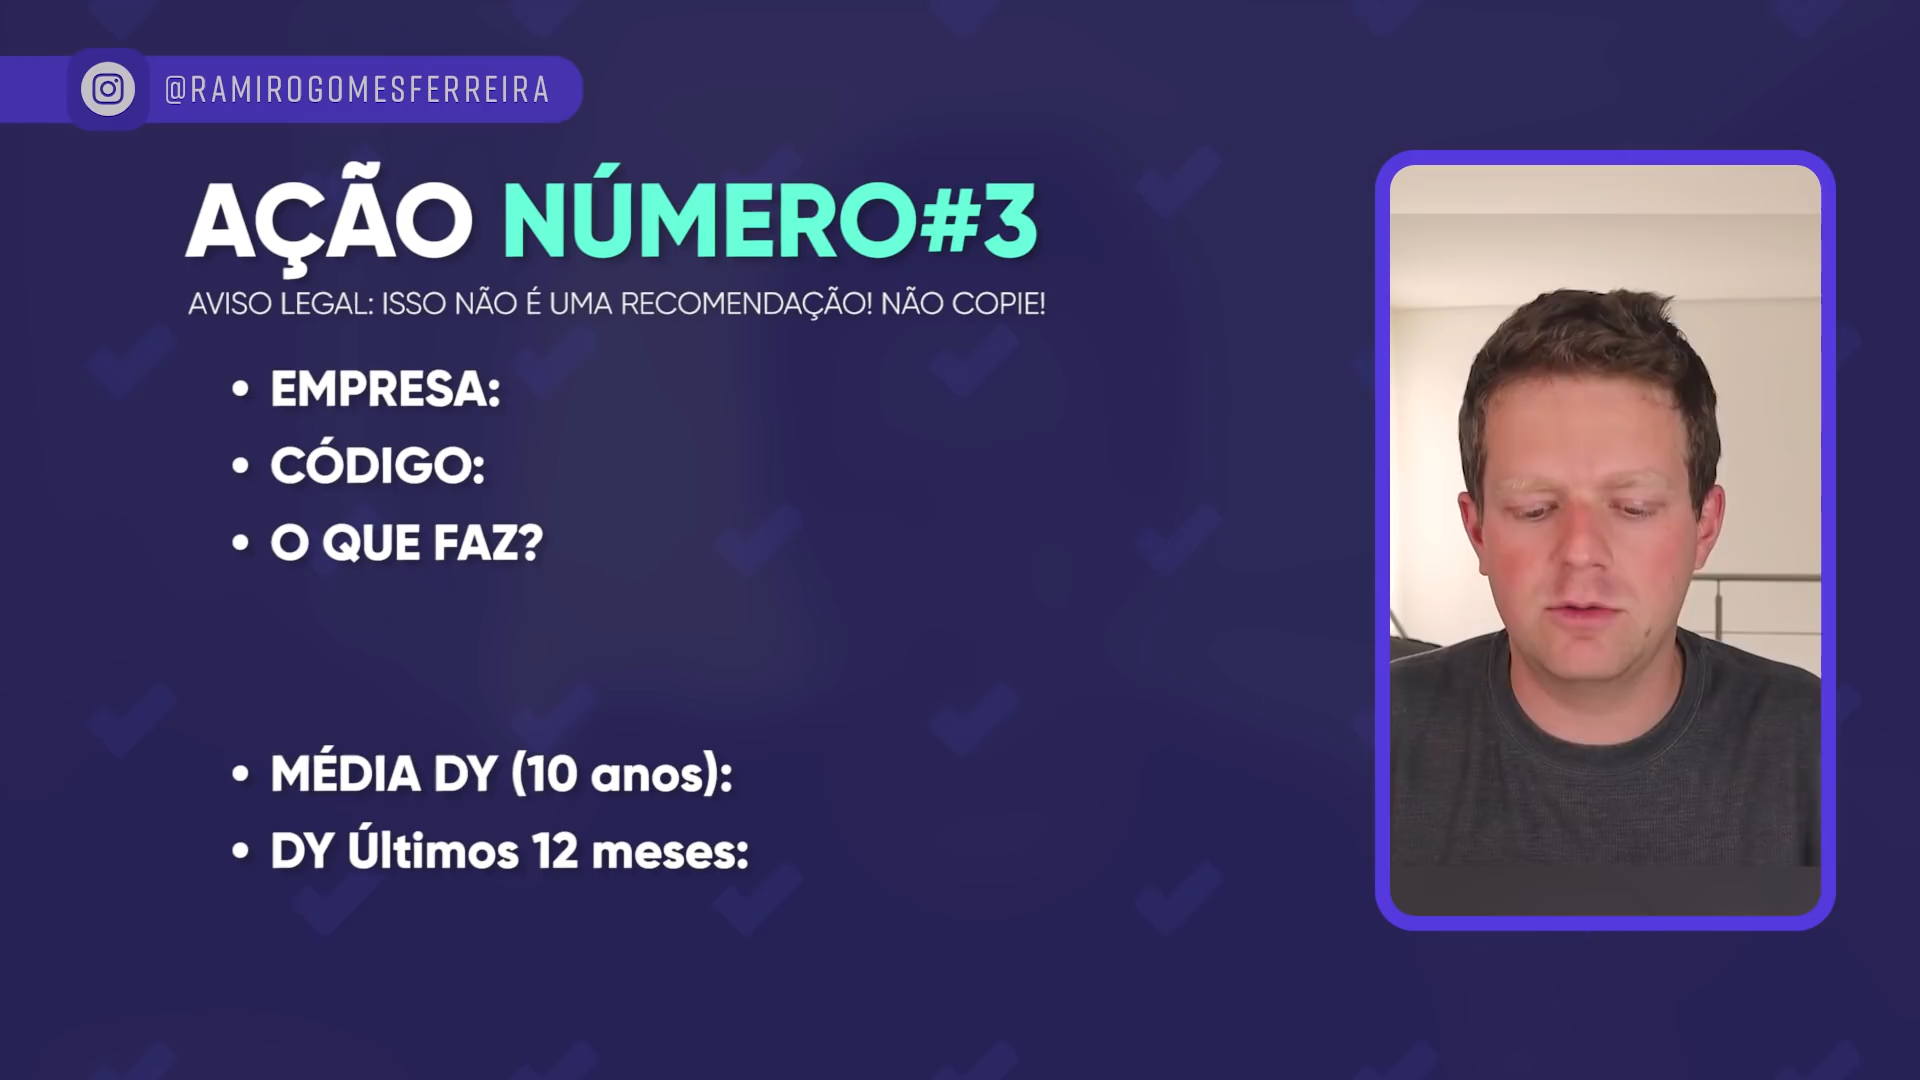 @RAMIROGOMESFERREIRA
AÇÃO NÚMERO#3
AVISO LEGAL: ISSO NÃO É UMA RECOMENDAÇÃO! NÃO COPIE!
• EMPRESA:
• CÓDIGO:
• O QUE FAZ?
• MÉDIA DY (10 anos):
• DY Últimos 12 meses: